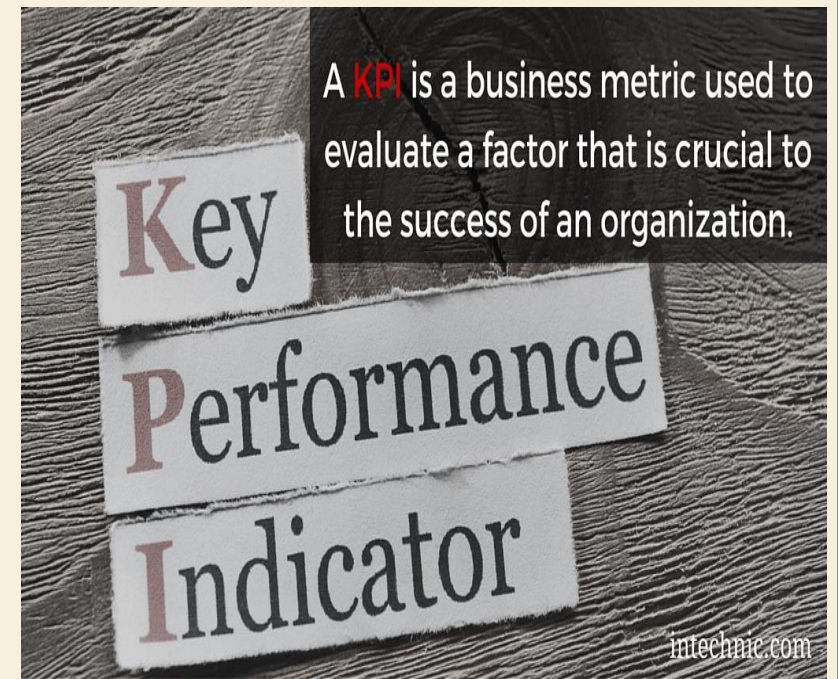 A KPI is a business metric used to
evaluate a factor that is crucial to
the success of an organization.
Key
Performance
Indicator
intechnic.com